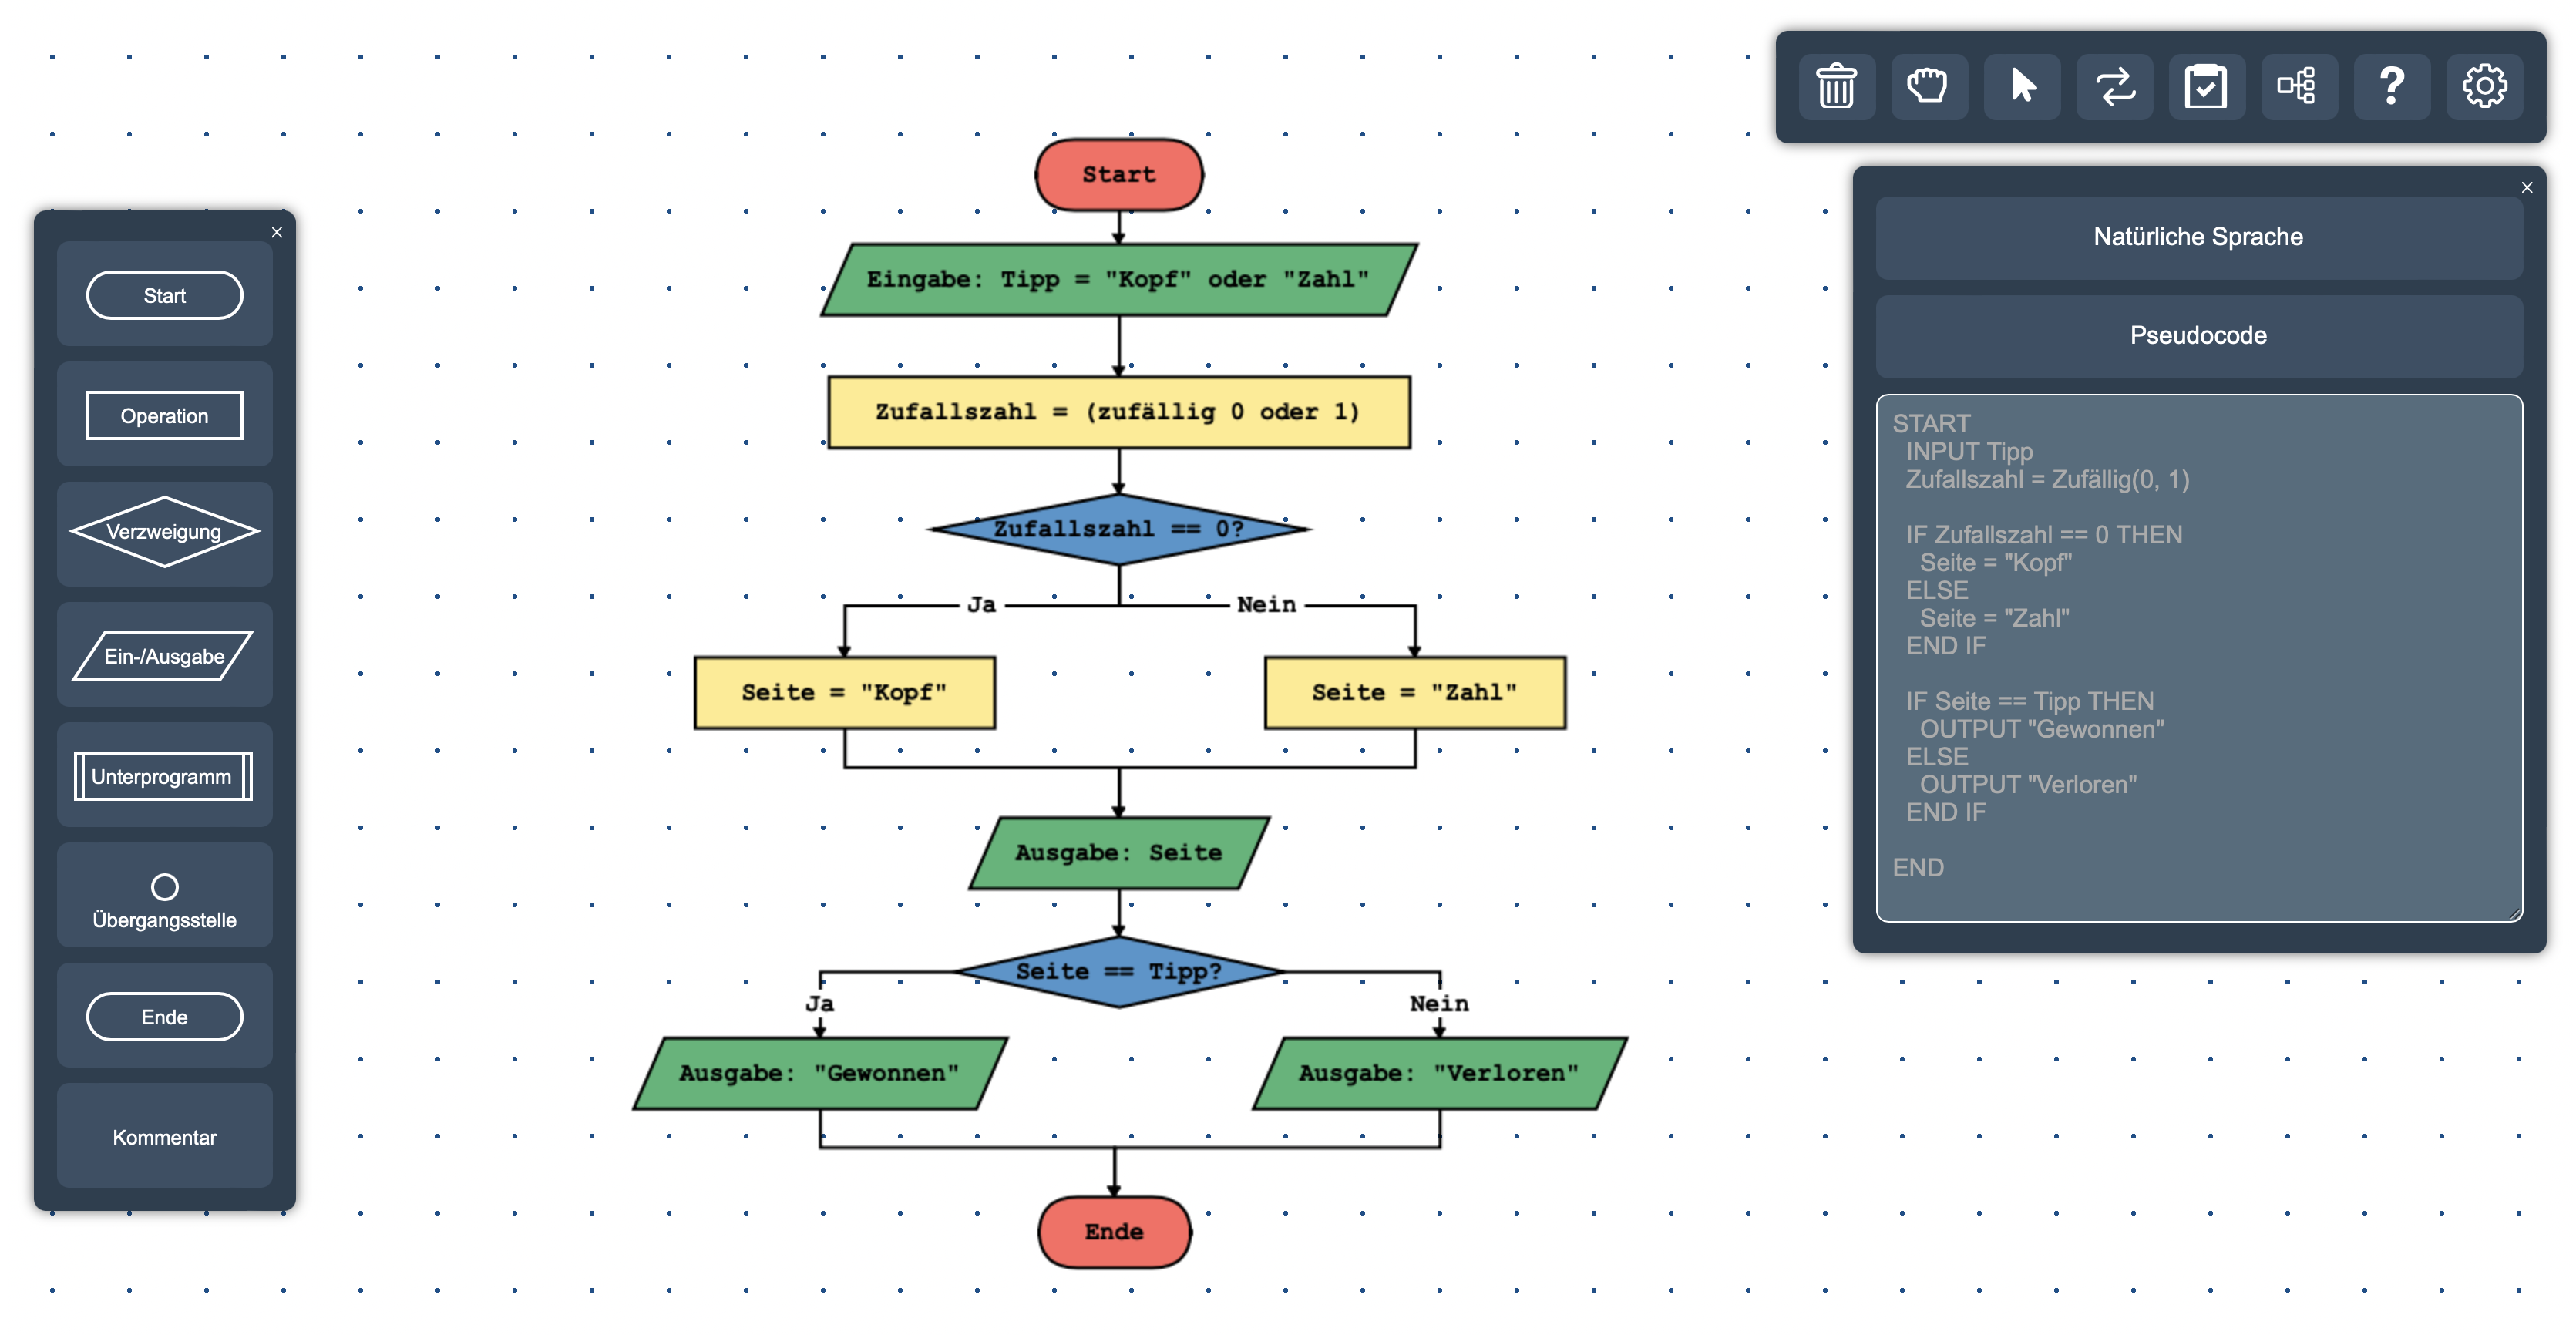 ×
Start
Operation
Verzweigung
Ein-/Ausgabe
Unterprogramm
Übergangsstelle
Ende
Kommentar
Start
Eingabe: Tipp = "Kopf" oder "Zahl"
Zufallszahl = (zufällig 0 oder 1)
Zufallszahl == 0?
Ja
Nein
Seite = "Kopf"
Seite = "Zahl"
Ausgabe: Seite
Seite == Tipp?
Ja
Nein
Ausgabe: "Gewonnen"
Ausgabe: "Verloren"
Ende
?
×
Natürliche Sprache
Pseudocode
START
INPUT Tipp
Zufallszahl = Zufällig(0, 1)
IF Zufallszahl == 0 THEN
Seite = "Kopf"
ELSE
Seite = "Zahl"
END IF
IF Seite == Tipp THEN
OUTPUT "Gewonnen"
ELSE
OUTPUT "Verloren"
END IF
END